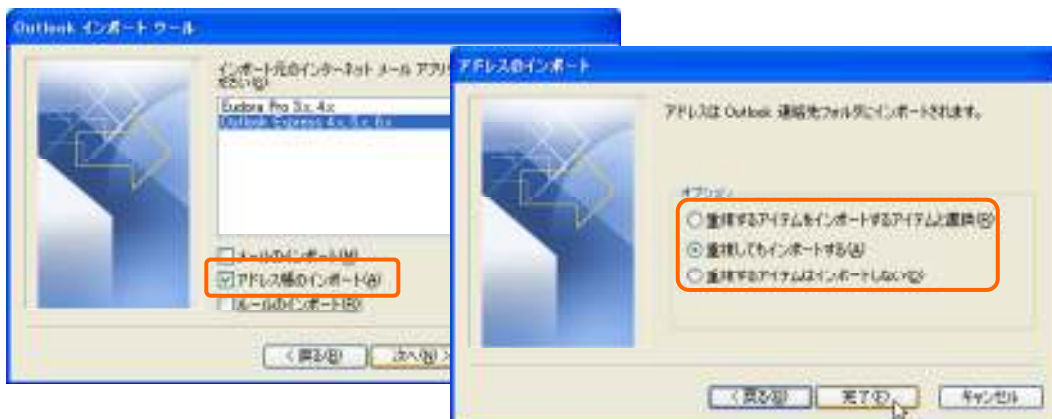 Outlook インポート ツール
インポート元のインターネット メール アプリ
ださい(S)
Eudora Pro 3.x, 4.x
Outlook Express 4.x, 5.x, 6.x
メールのインポート(M)
アドレス帳のインポート(A)
ルールのインポート(R)
< 戻る(B)
次へ(N) >
アドレスのインポート
アドレスは Outlook 連絡先フォルダにインポートされます。
オプション
重複するアイテムをインポートするアイテムと置換(R)
重複してもインポートする(A)
重複するアイテムはインポートしない(D)
< 戻る(B)
完了
キャンセル